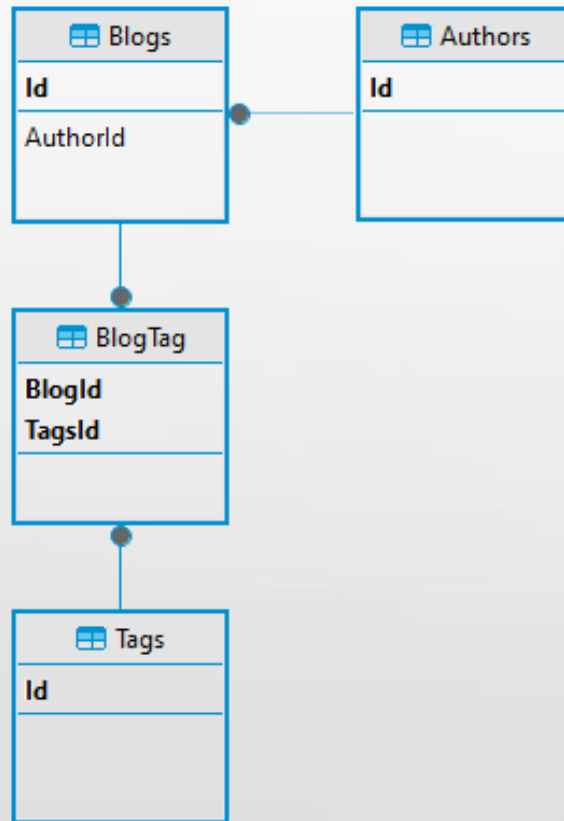 Blogs
Id
AuthorId
Authors
Id
BlogTag
BlogId
TagsId
Tags
Id